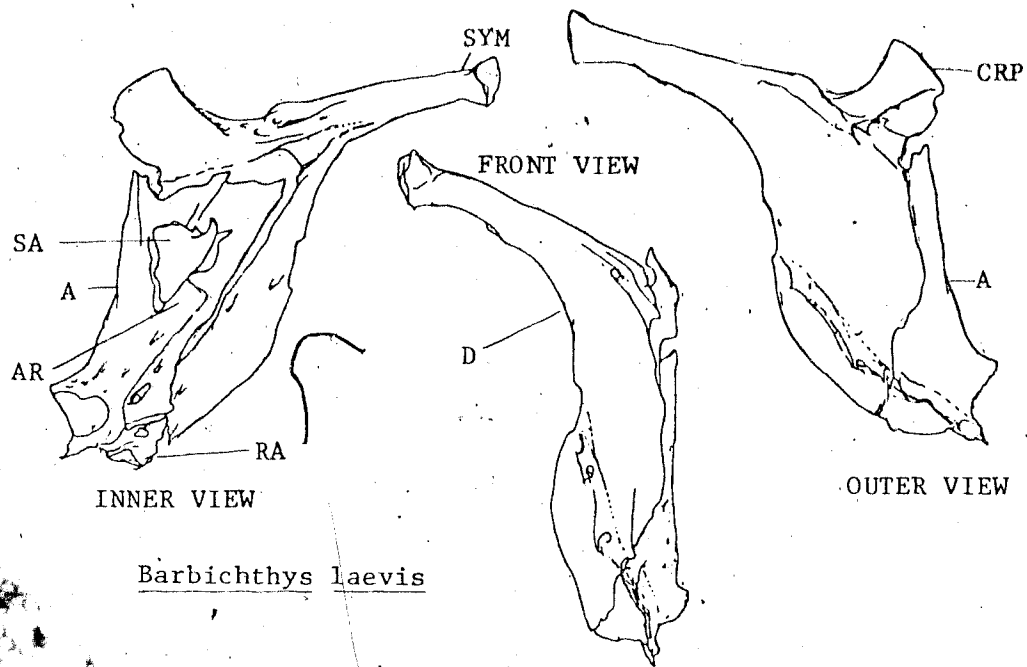 SYM
CRP
FRONT VIEW
SA
A
A
D
AR
RA
INNER VIEW
OUTER VIEW
Barbichthys laevis